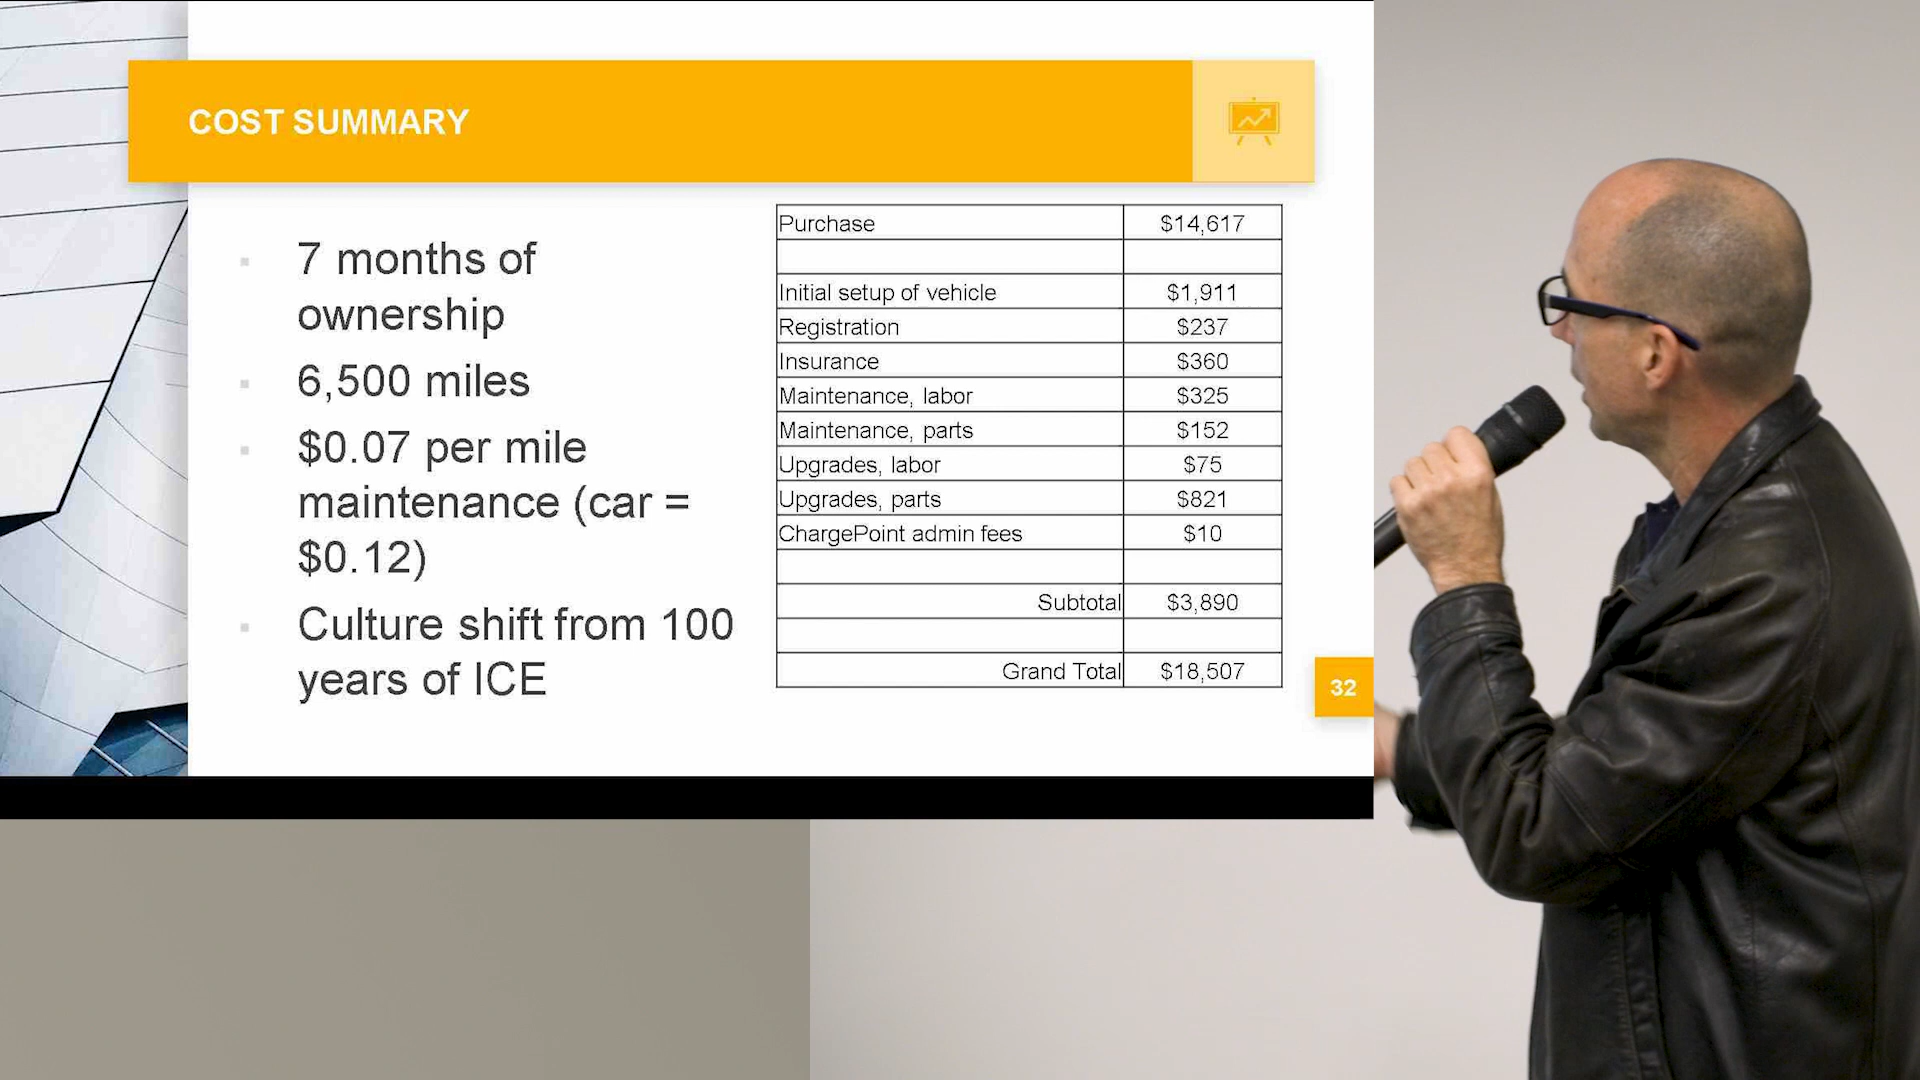 COST SUMMARY
7 months of
ownership
6,500 miles
$0.07 per mile
maintenance (car =
$0.12)
Culture shift from 100
years of ICE
Purchase $14,617
Initial setup of vehicle $1,911
Registration $237
Insurance $360
Maintenance, labor $325
Maintenance, parts $152
Upgrades, labor $75
Upgrades, parts $821
ChargePoint admin fees $10
Subtotal $3,890
Grand Total $18,507
32